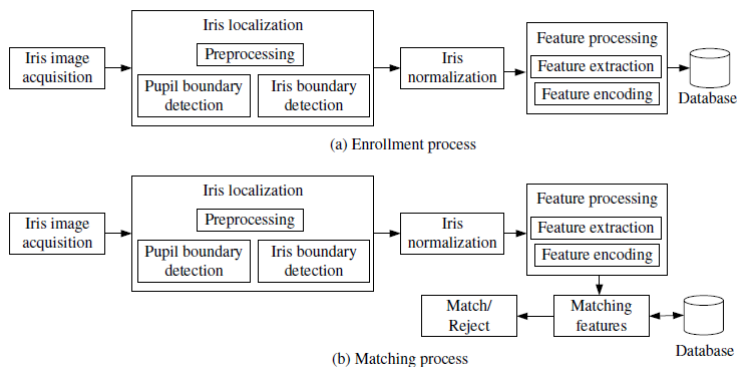 Iris image
acquisition
Iris localization
Preprocessing
Pupil boundary
detection
Iris boundary
detection
Iris
normalization
Feature processing
Feature extraction
Feature encoding
Database
(a) Enrollment process
Iris image
acquisition
Iris localization
Preprocessing
Pupil boundary
detection
Iris boundary
detection
Iris
normalization
Feature processing
Feature extraction
Feature encoding
Match/
Reject
Matching
features
Database
(b) Matching process